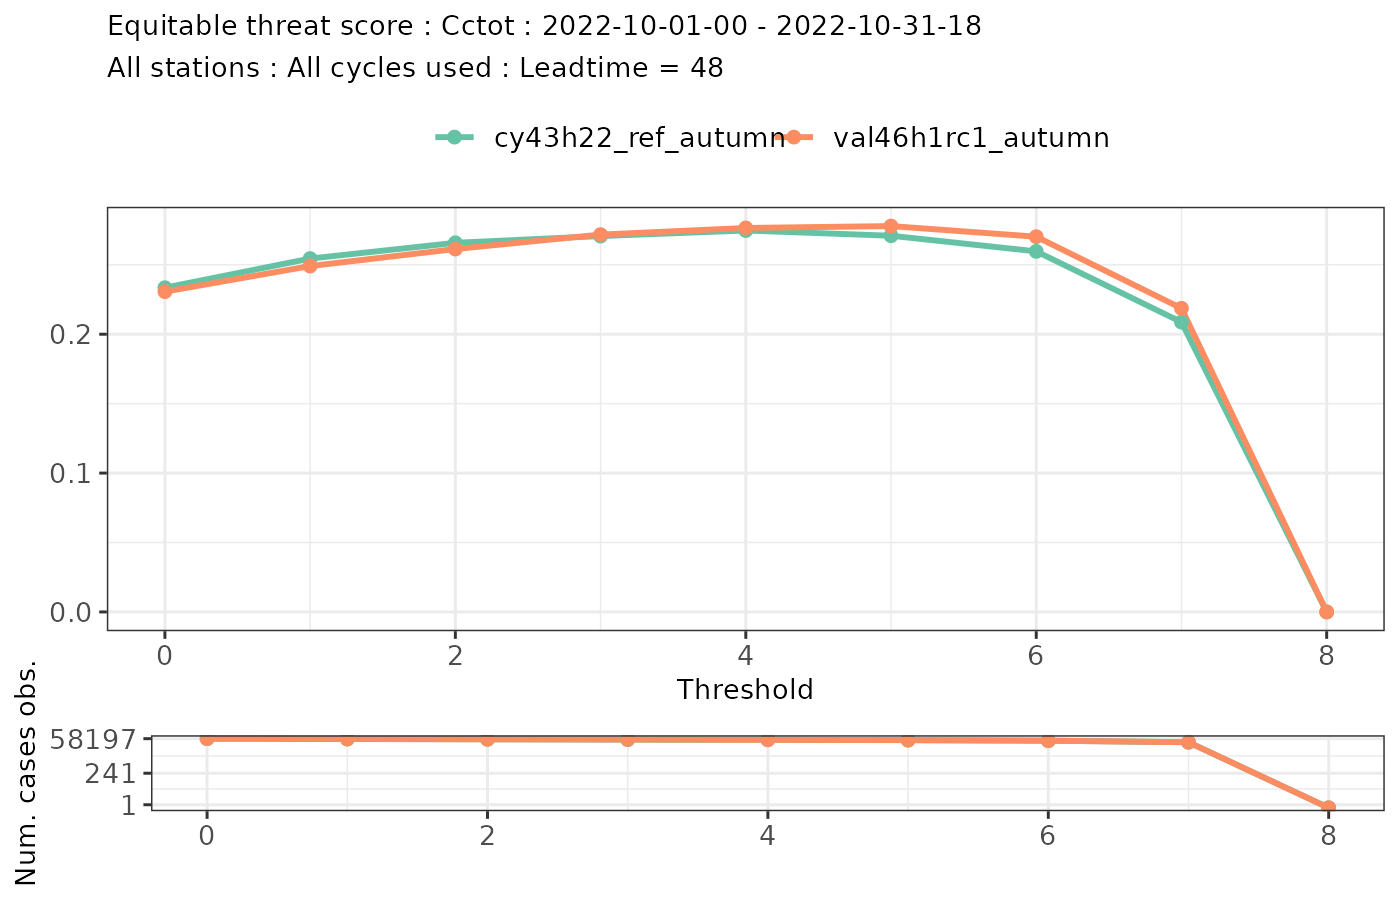 Equitable threat score : Cctot : 2022-10-01-00 - 2022-10-31-18
All stations : All cycles used : Leadtime = 48
cy43h22_ref_autumn val46h1rc1_autumn
0.2
0.1
0.0
0 2 4 6 8
Threshold
Num. cases obs.
58197
241
1
0 2 4 6 8